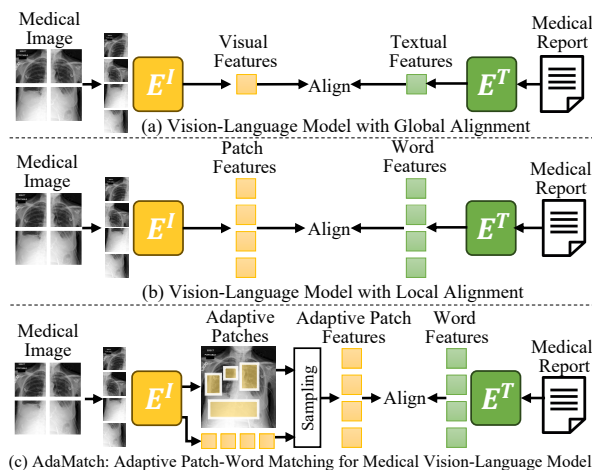 Medical
Image
Visual
Features
Textual
Features
Medical
Report
E^I
Align
E^T
(a) Vision-Language Model with Global Alignment
Medical
Image
Patch
Features
Word
Features
Medical
Report
E^I
Align
E^T
(b) Vision-Language Model with Local Alignment
Medical
Image
Adaptive
Patches
Adaptive Patch
Features
Word
Features
Medical
Report
E^I
Sampling
Align
E^T
(c) AdaMatch: Adaptive Patch-Word Matching for Medical Vision-Language Model